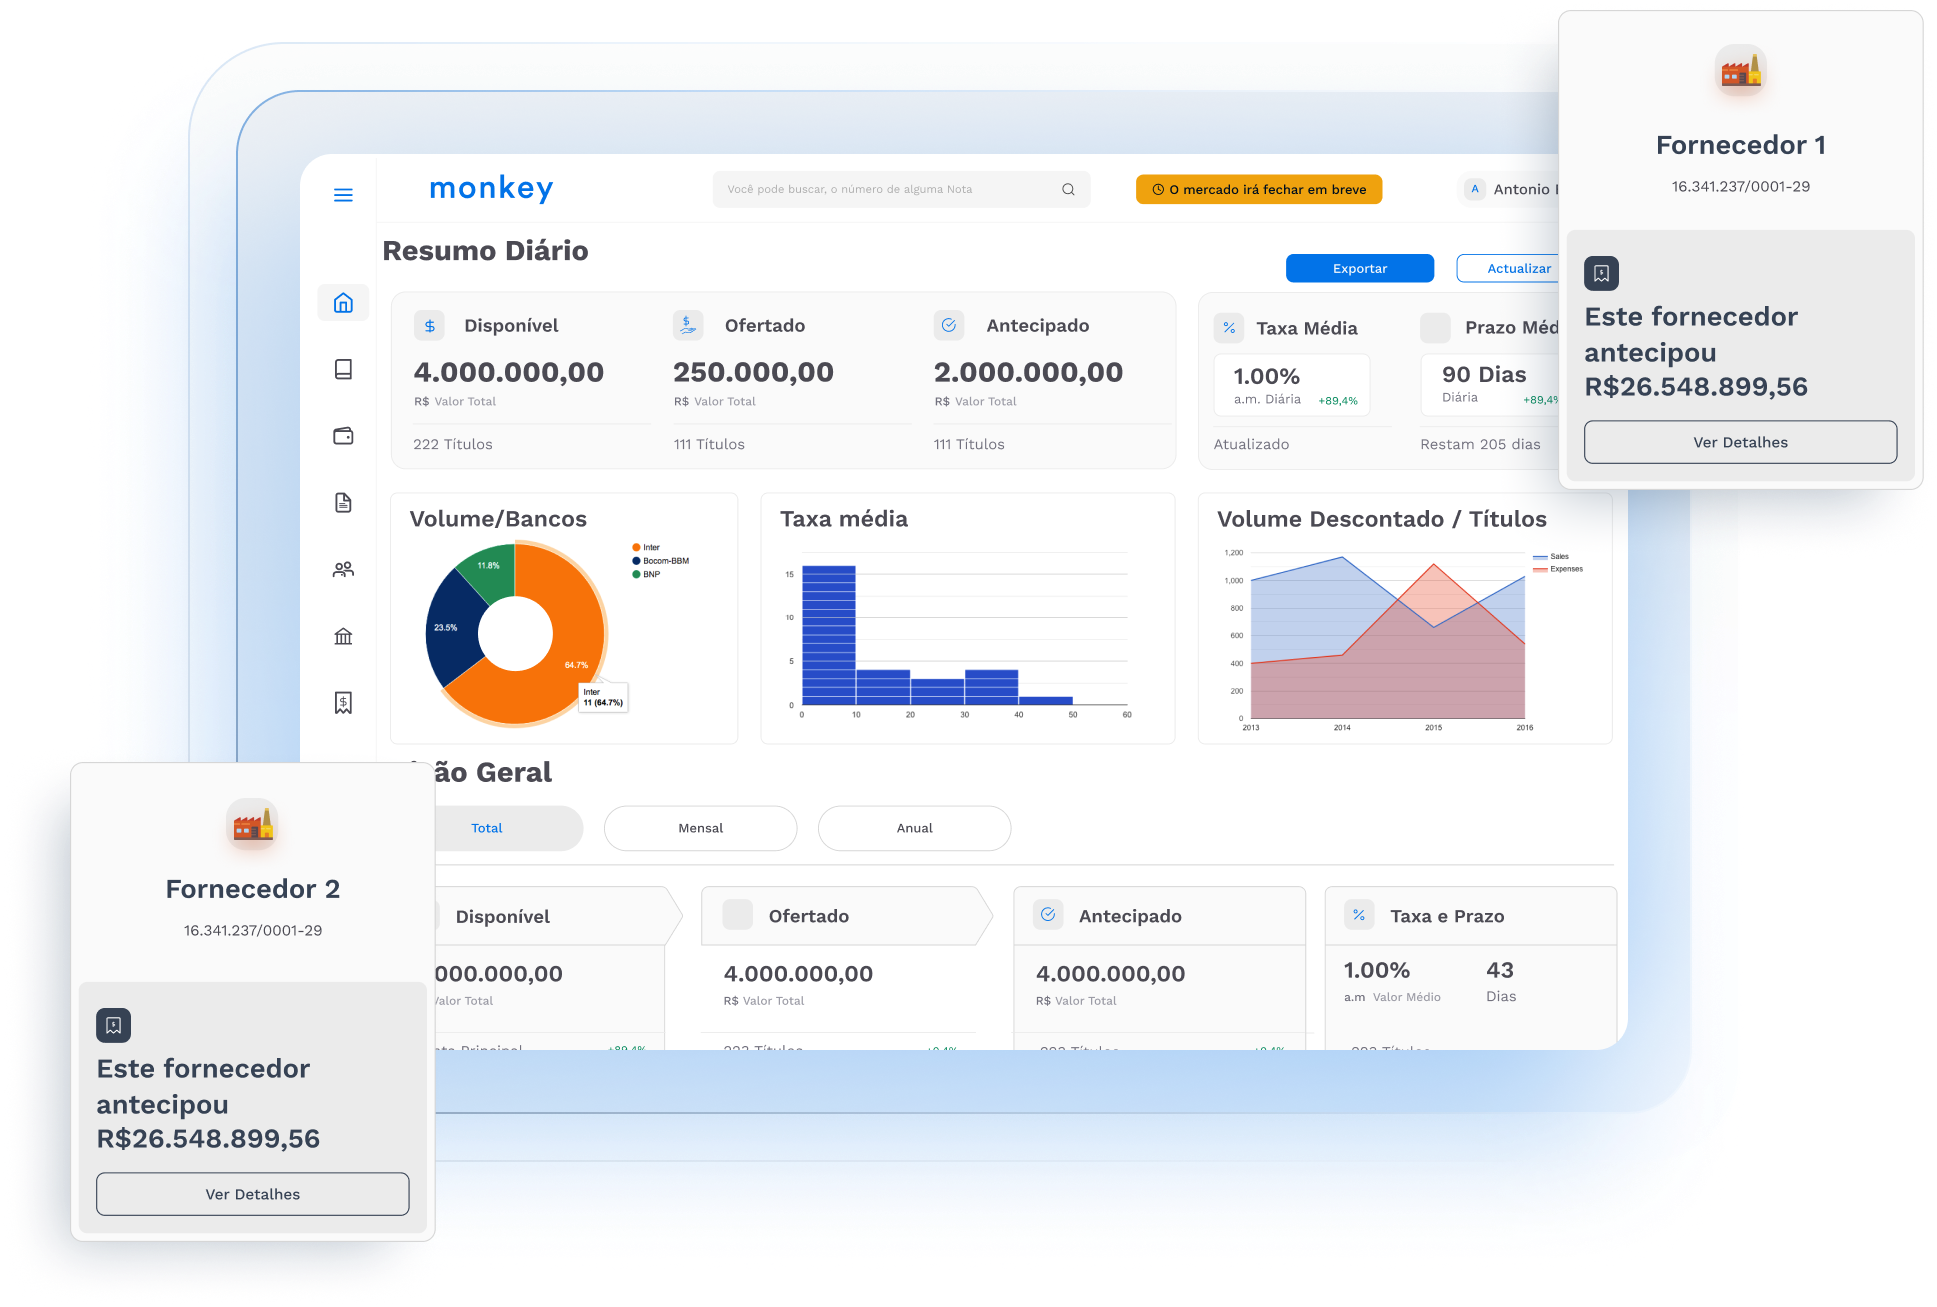 monkey
Você pode buscar, o número de alguma Nota
O mercado irá fechar em breve
A
Antonio
Resumo Diário
Exportar
Actualizar
Disponível
4.000.000,00
R$ Valor Total
222 Títulos
Ofertado
250.000,00
R$ Valor Total
111 Títulos
Antecipado
2.000.000,00
R$ Valor Total
111 Títulos
Taxa Média
1.00%
a.m. Diária
+89,4%
Atualizado
Prazo
90 Dias
Diária
+89,4%
Restam 205 dias
Fornecedor 1
16.341.237/0001-29
Este fornecedor
antecipou
R$26.548.899,56
Ver Detalhes
Volume/Bancos
Inter
Bocom-BBM
BNP
11.8%
23.5%
64.7%
Inter
11 (64.7%)
Taxa média
15
10
5
0
0 10 20 30 40 50 60
Volume Descontado / Títulos
1,200
1,000
800
600
400
200
0
2013 2014 2015 2016
Sales
Expenses
ão Geral
Total
Mensal
Anual
Disponível
000.000,00
Valor Total
Principal
+89,4%
Ofertado
4.000.000,00
R$ Valor Total
Títulos
Antecipado
4.000.000,00
R$ Valor Total
Títulos
Taxa e Prazo
1.00%
a.m Valor Médio
43
Dias
Títulos
Fornecedor 2
16.341.237/0001-29
Este fornecedor
antecipou
R$26.548.899,56
Ver Detalhes